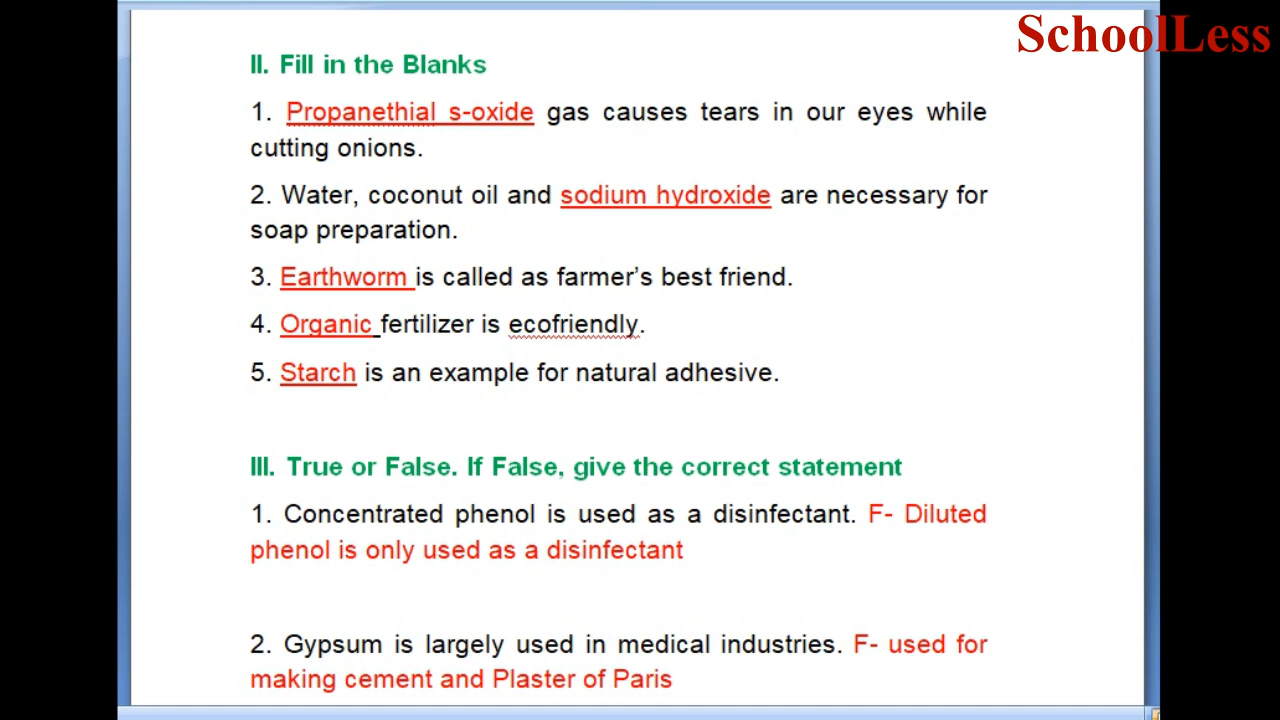 SchoolLess
II. Fill in the Blanks
1. Propanethial s-oxide gas causes tears in our eyes while
cutting onions.
2. Water, coconut oil and sodium hydroxide are necessary for
soap preparation.
3. Earthworm is called as farmer's best friend.
4. Organic fertilizer is ecofriendly.
5. Starch is an example for natural adhesive.
III. True or False. If False, give the correct statement
1. Concentrated phenol is used as a disinfectant. F- Diluted
phenol is only used as a disinfectant
2. Gypsum is largely used in medical industries. F- used for
making cement and Plaster of Paris